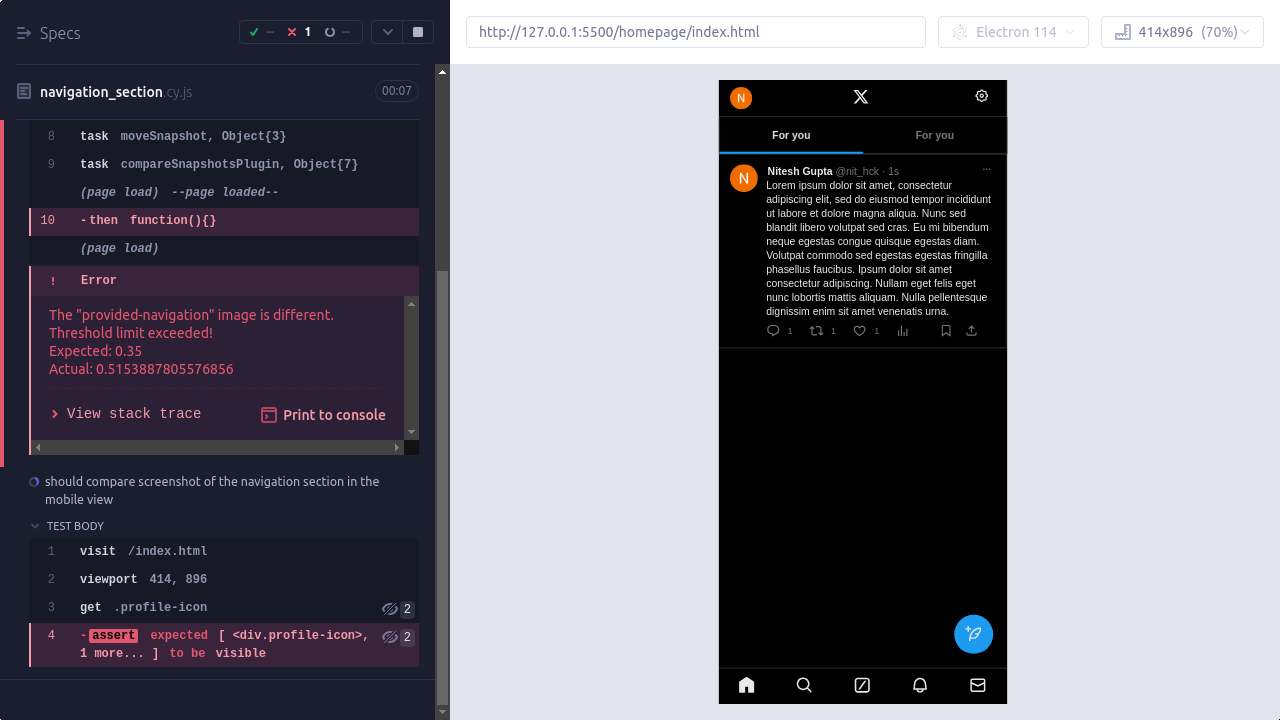 Specs
-- 1 --
navigation_section.cy.js 00:07
8 task moveSnapshot, Object{3}
9 task compareSnapshotsPlugin, Object{7}
(page load) --page loaded--
10 -then function(){}
(page load)
! Error
The "provided-navigation" image is different.
Threshold limit exceeded!
Expected: 0.35
Actual: 0.5153887805576856
View stack trace Print to console
should compare screenshot of the navigation section in the
mobile view
TEST BODY
1 visit /index.html
2 viewport 414, 896
3 get .profile-icon 2
4 -assert expected [ <div.profile-icon>, 2
1 more... ] to be visible
http://127.0.0.1:5500/homepage/index.html
Electron 114
414x896 (70%)
N X
For you For you
N
Nitesh Gupta @nit_hck · 1s ...
Lorem ipsum dolor sit amet, consectetur
adipiscing elit, sed do eiusmod tempor incididunt
ut labore et dolore magna aliqua. Nunc sed
blandit libero volutpat sed cras. Eu mi bibendum
neque egestas congue quisque egestas diam.
Volutpat commodo sed egestas egestas fringilla
phasellus faucibus. Ipsum dolor sit amet
consectetur adipiscing. Nullam eget felis eget
nunc lobortis mattis aliquam. Nulla pellentesque
dignissim enim sit amet venenatis urna.
1 1 1